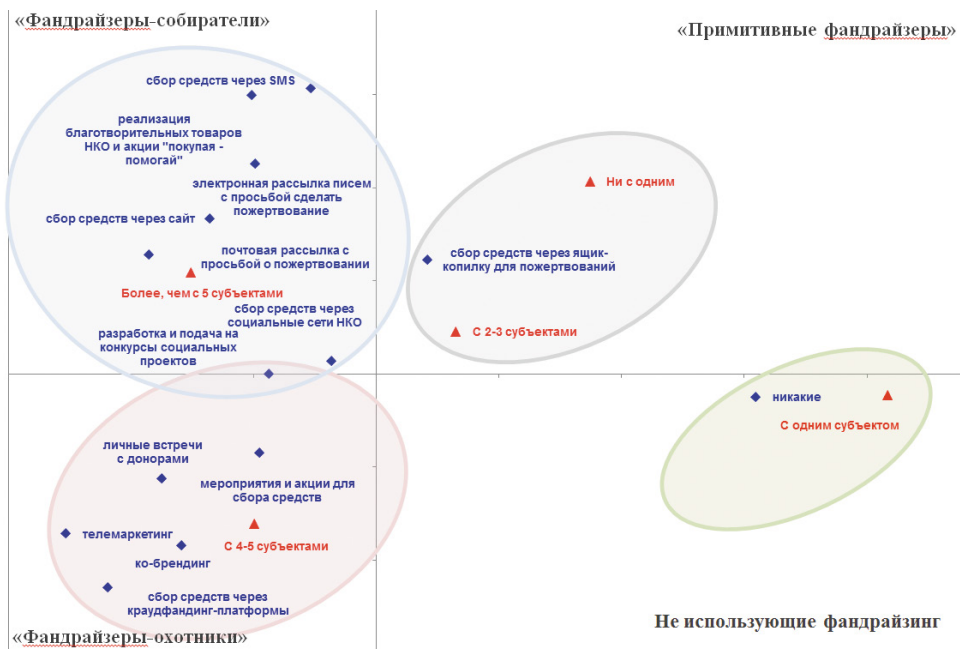 «Фандрайзеры-собиратели»
«Примитивные фандрайзеры»
сбор средств через SMS
реализация
благотворительных товаров
НКО и акции "покупая -
помогай"
электронная рассылка писем
с просьбой сделать
пожертвование
Ни с одним
сбор средств через сайт
почтовая рассылка с
просьбой о пожертвовании
сбор средств через ящик-
копилку для пожертвований
Более, чем с 5 субъектами
сбор средств через
социальные сети НКО
С 2-3 субъектами
разработка и подача на
конкурсы социальных
проектов
никакие
С одним субъектом
личные встречи
с донорами
мероприятия и акции для
сбора средств
телемаркетинг
С 4-5 субъектами
ко-брендинг
сбор средств через
краудфандинг-платформы
Не использующие фандрайзинг
«Фандрайзеры-охотники»